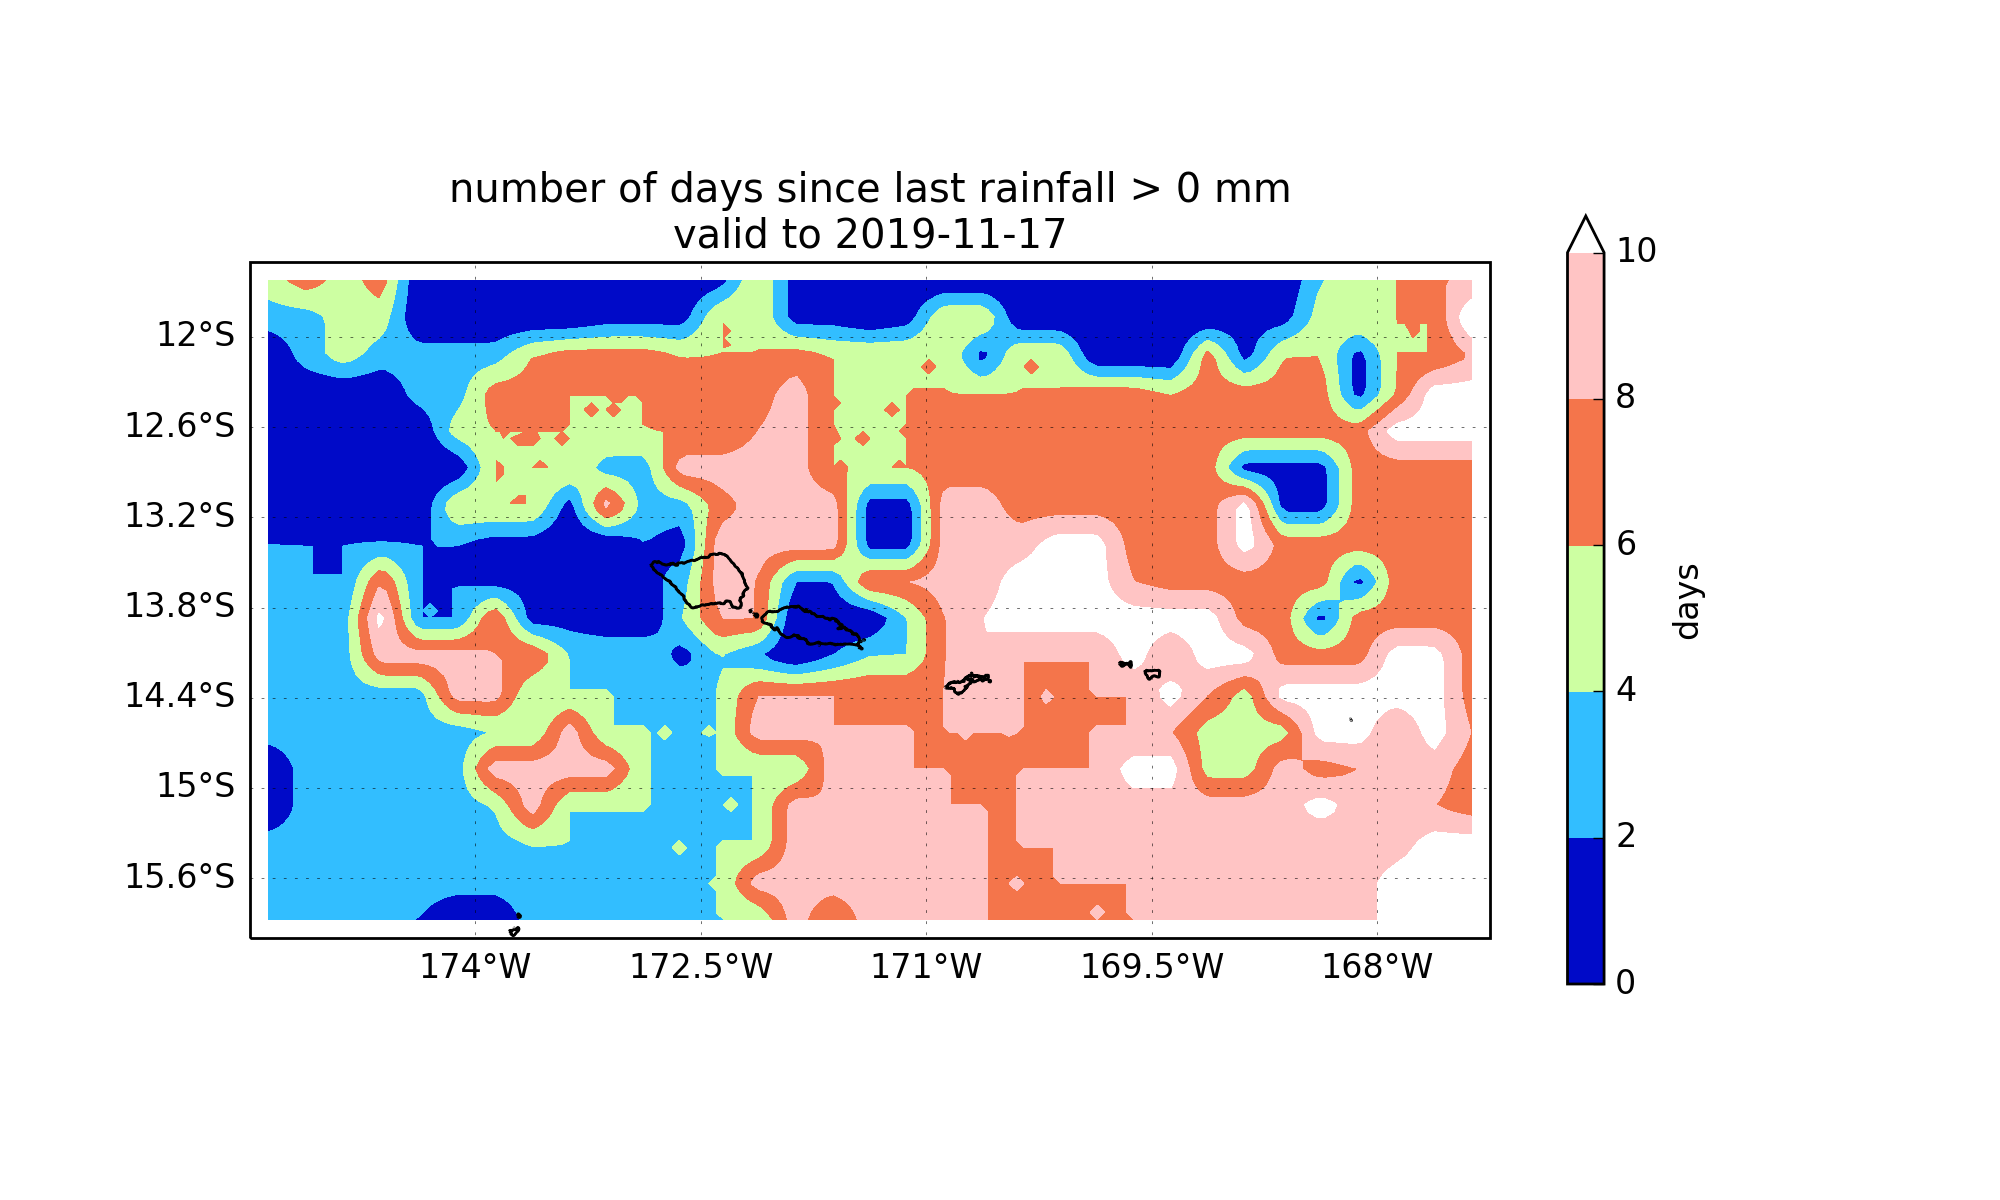 number of days since last rainfall > 0 mm
valid to 2019-11-17
12°S
12.6°S
13.2°S
13.8°S
14.4°S
15°S
15.6°S
174°W 172.5°W 171°W 169.5°W 168°W
10
8
6
4
2
0
days